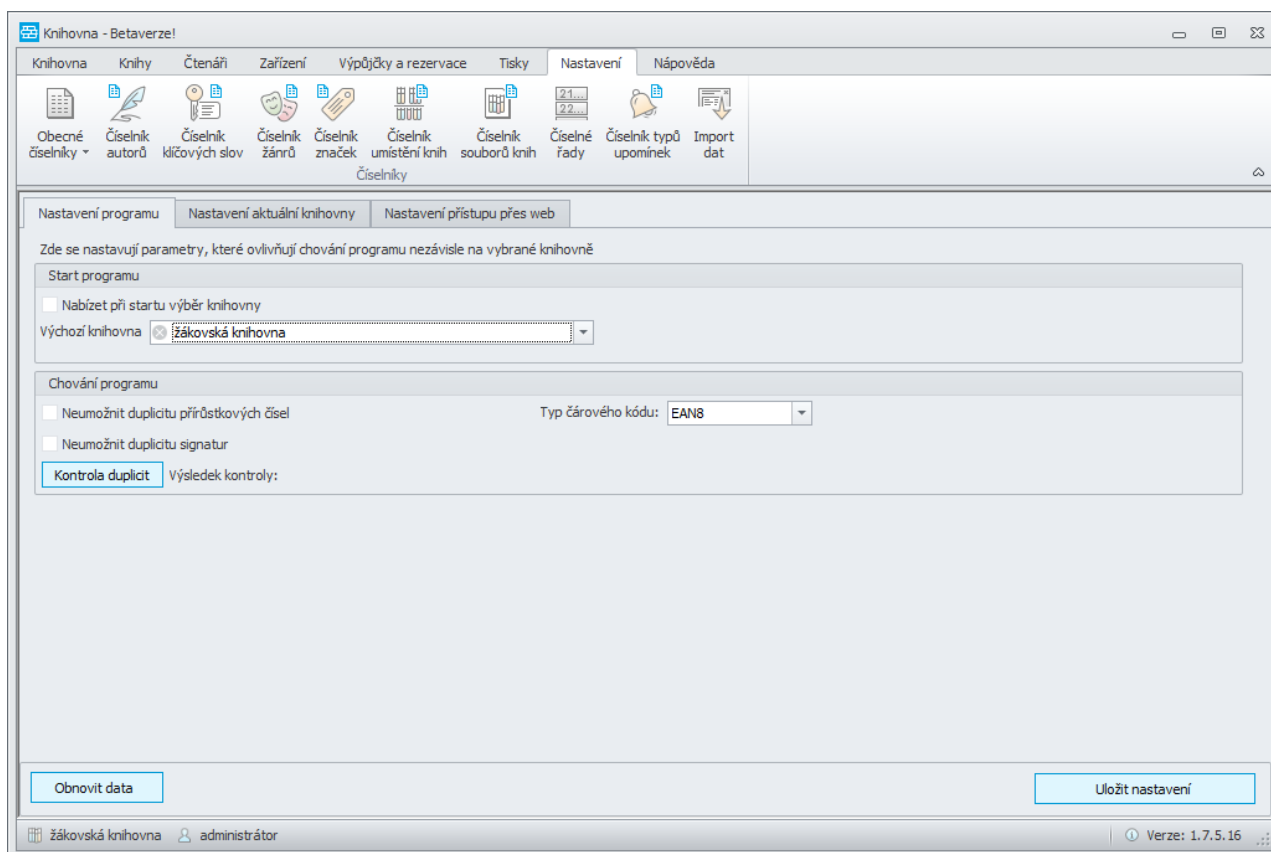 Knihovna - Betaverze!
Knihovna Knihy Čtenáři Zařízení Výpůjčky a rezervace Tisky Nastavení Nápověda
21...
22...
Obecné Číselník Číselník Číselník Číselník Číselník Číselník Číselné Číselník typů Import
číselníky autorů klíčových slov žánrů značek umístění knih souborů knih řady upomínek dat
Číselníky
Nastavení programu Nastavení aktuální knihovny Nastavení přístupu přes web
Zde se nastavují parametry, které ovlivňují chování programu nezávisle na vybrané knihovně
Start programu
Nabízet při startu výběr knihovny
Výchozí knihovna žákovská knihovna
Chování programu
Neumožnit duplicitu přírůstkových čísel Typ čárového kódu: EAN8
Neumožnit duplicitu signatur
Kontrola duplicit Výsledek kontroly:
Obnovit data Uložit nastavení
žákovská knihovna administrátor Verze: 1.7.5.16